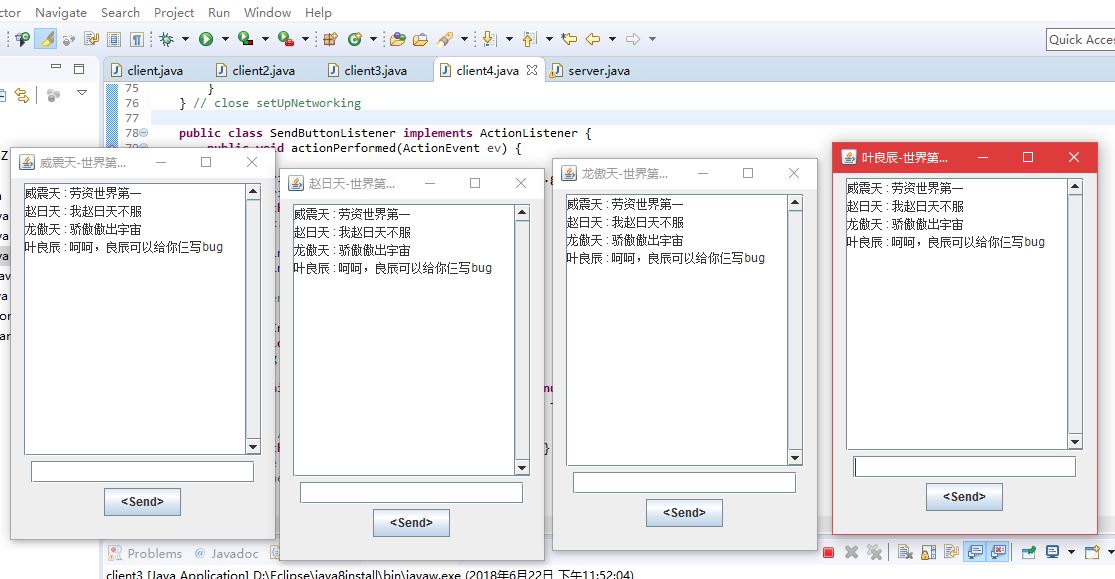 Navigate Search Project Run Window Help
Quick Acce
client.java client2.java client3.java client4.java server.java
75 }
76 } // close setUpNetworking
77
78 public class SendButtonListener implements ActionListener {
public void actionPerformed(ActionEvent ev) {
威震天-世界第...
威震天 : 劳资世界第一
赵日天 : 我赵日天不服
龙傲天 : 骄傲傲出宇宙
叶良辰 : 呵呵，良辰可以给你仨写bug
<Send>
赵日天-世界第...
威震天 : 劳资世界第一
赵日天 : 我赵日天不服
龙傲天 : 骄傲傲出宇宙
叶良辰 : 呵呵，良辰可以给你仨写bug
<Send>
龙傲天-世界第...
威震天 : 劳资世界第一
赵日天 : 我赵日天不服
龙傲天 : 骄傲傲出宇宙
叶良辰 : 呵呵，良辰可以给你仨写bug
<Send>
叶良辰-世界第...
威震天 : 劳资世界第一
赵日天 : 我赵日天不服
龙傲天 : 骄傲傲出宇宙
叶良辰 : 呵呵，良辰可以给你仨写bug
<Send>
Problems @ Javadoc
client3 [Java Application] D:\Eclipse\java8install\bin\javaw.exe (2018年6月22日 下午11:52:04)